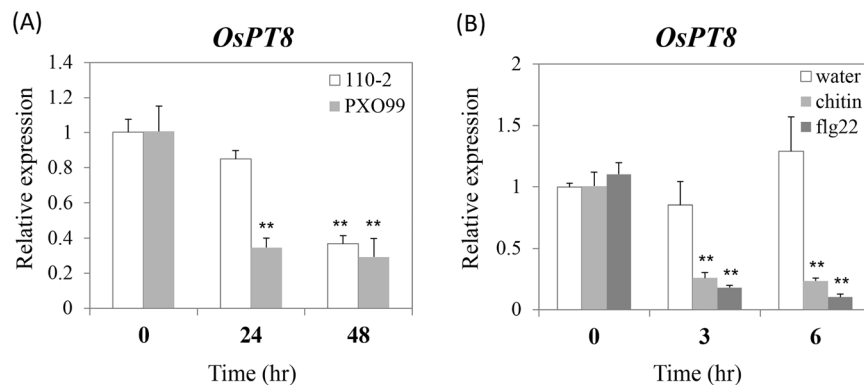 (A)
OsPT8
1.4
1.2
1
0.8
0.6
0.4
0.2
0
Relative expression
110-2
PXO99
**
** **
0 24 48
Time (hr)
(B)
OsPT8
2
1.5
1
0.5
0
Relative expression
water
chitin
flg22
** **
** **
0 3 6
Time (hr)